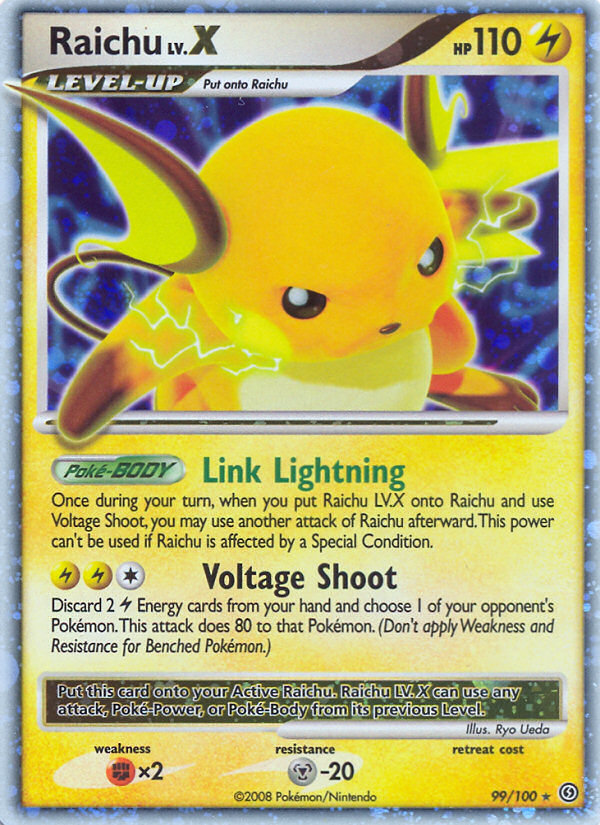 Raichu LV.X HP110
LEVEL-UP Put onto Raichu
Poké-BODY Link Lightning
Once during your turn, when you put Raichu LV.X onto Raichu and use
Voltage Shoot, you may use another attack of Raichu afterward. This power
can't be used if Raichu is affected by a Special Condition.
Voltage Shoot
Discard 2 Energy cards from your hand and choose 1 of your opponent's
Pokémon. This attack does 80 to that Pokémon. (Don't apply Weakness and
Resistance for Benched Pokémon.)
Put this card onto your Active Raichu. Raichu LV. X can use any
attack, Poké-Power, or Poké-Body from its previous Level.
Illus. Ryo Ueda
weakness resistance retreat cost
×2 -20
©2008 Pokémon/Nintendo 99/100